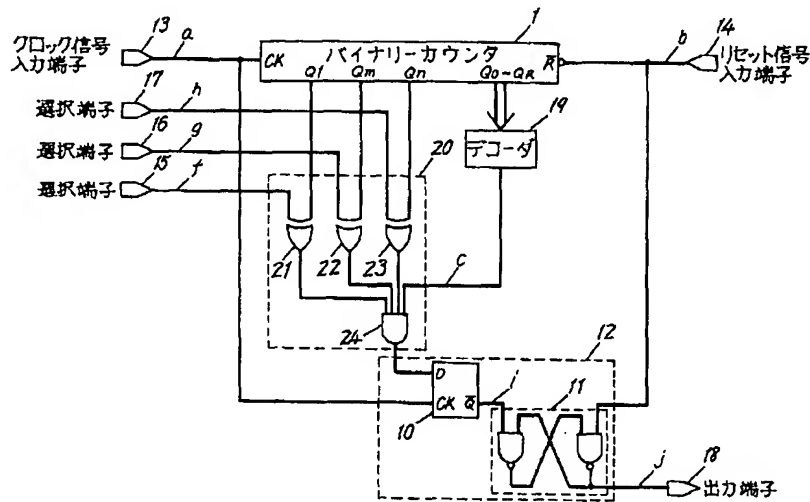 13
クロック信号
入力端子
a
1
バイナリーカウンタ
CK
Ql
Qm
Qn
Q0~QR
R̅
b
14
リセット信号
入力端子
17
選択端子
h
16
選択端子
g
15
選択端子
f
19
デコーダ
20
21
22
23
c
24
12
D
CK
Q̅
10
i
11
j
18
出力端子